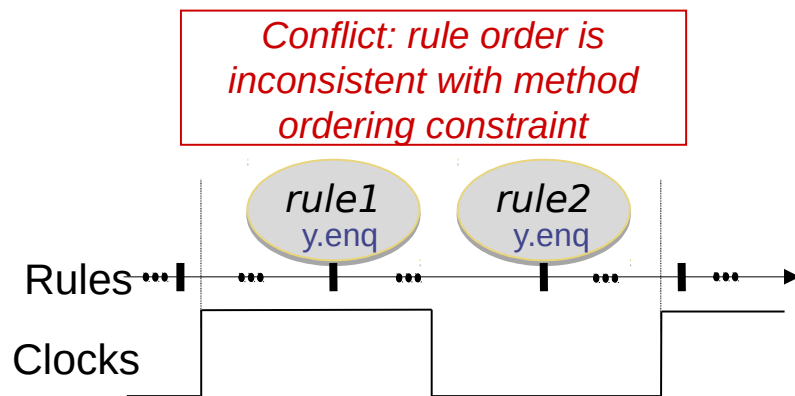 Conflict: rule order is
inconsistent with method
ordering constraint
rule1
y.enq
rule2
y.enq
Rules
Clocks